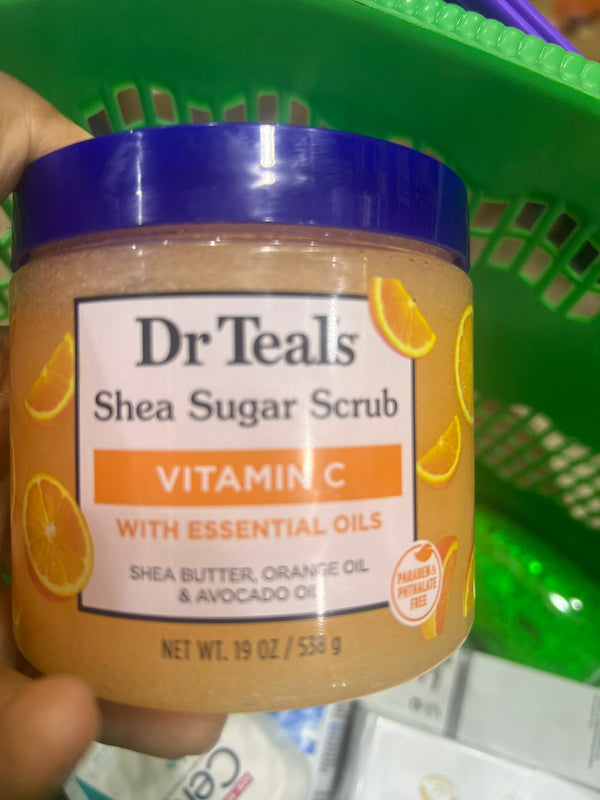 Dr Teal's
Shea Sugar Scrub
VITAMIN C
WITH ESSENTIAL OILS
SHEA BUTTER, ORANGE OIL
& AVOCADO OIL
PARABEN &
PHTHALATE
FREE
NET WT. 19 OZ / 538 g